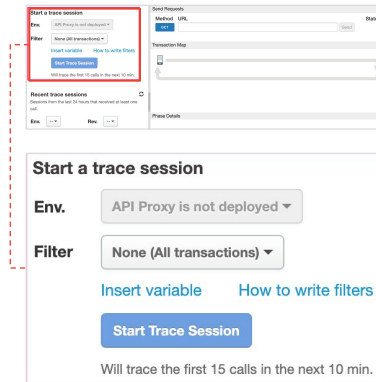 Start a trace session
Env. API Proxy is not deployed
Filter None (All transactions)
Insert variable How to write filters
Start Trace Session
Will trace the first 15 calls in the next 10 min.
Recent trace sessions
Sessions from the last 24 hours that received at least one
call.
Env. -- Rev. --
Send Requests
Method URL Stat
GET Send
Transaction Map
Phase Details
Start a trace session
Env. API Proxy is not deployed
Filter None (All transactions)
Insert variable How to write filters
Start Trace Session
Will trace the first 15 calls in the next 10 min.